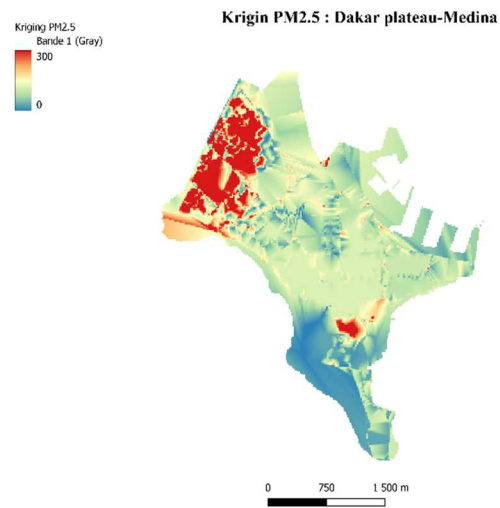 Krigin PM2.5 : Dakar plateau-Medina
Kriging PM2.5
Bande 1 (Gray)
300
0
0 750 1 500 m